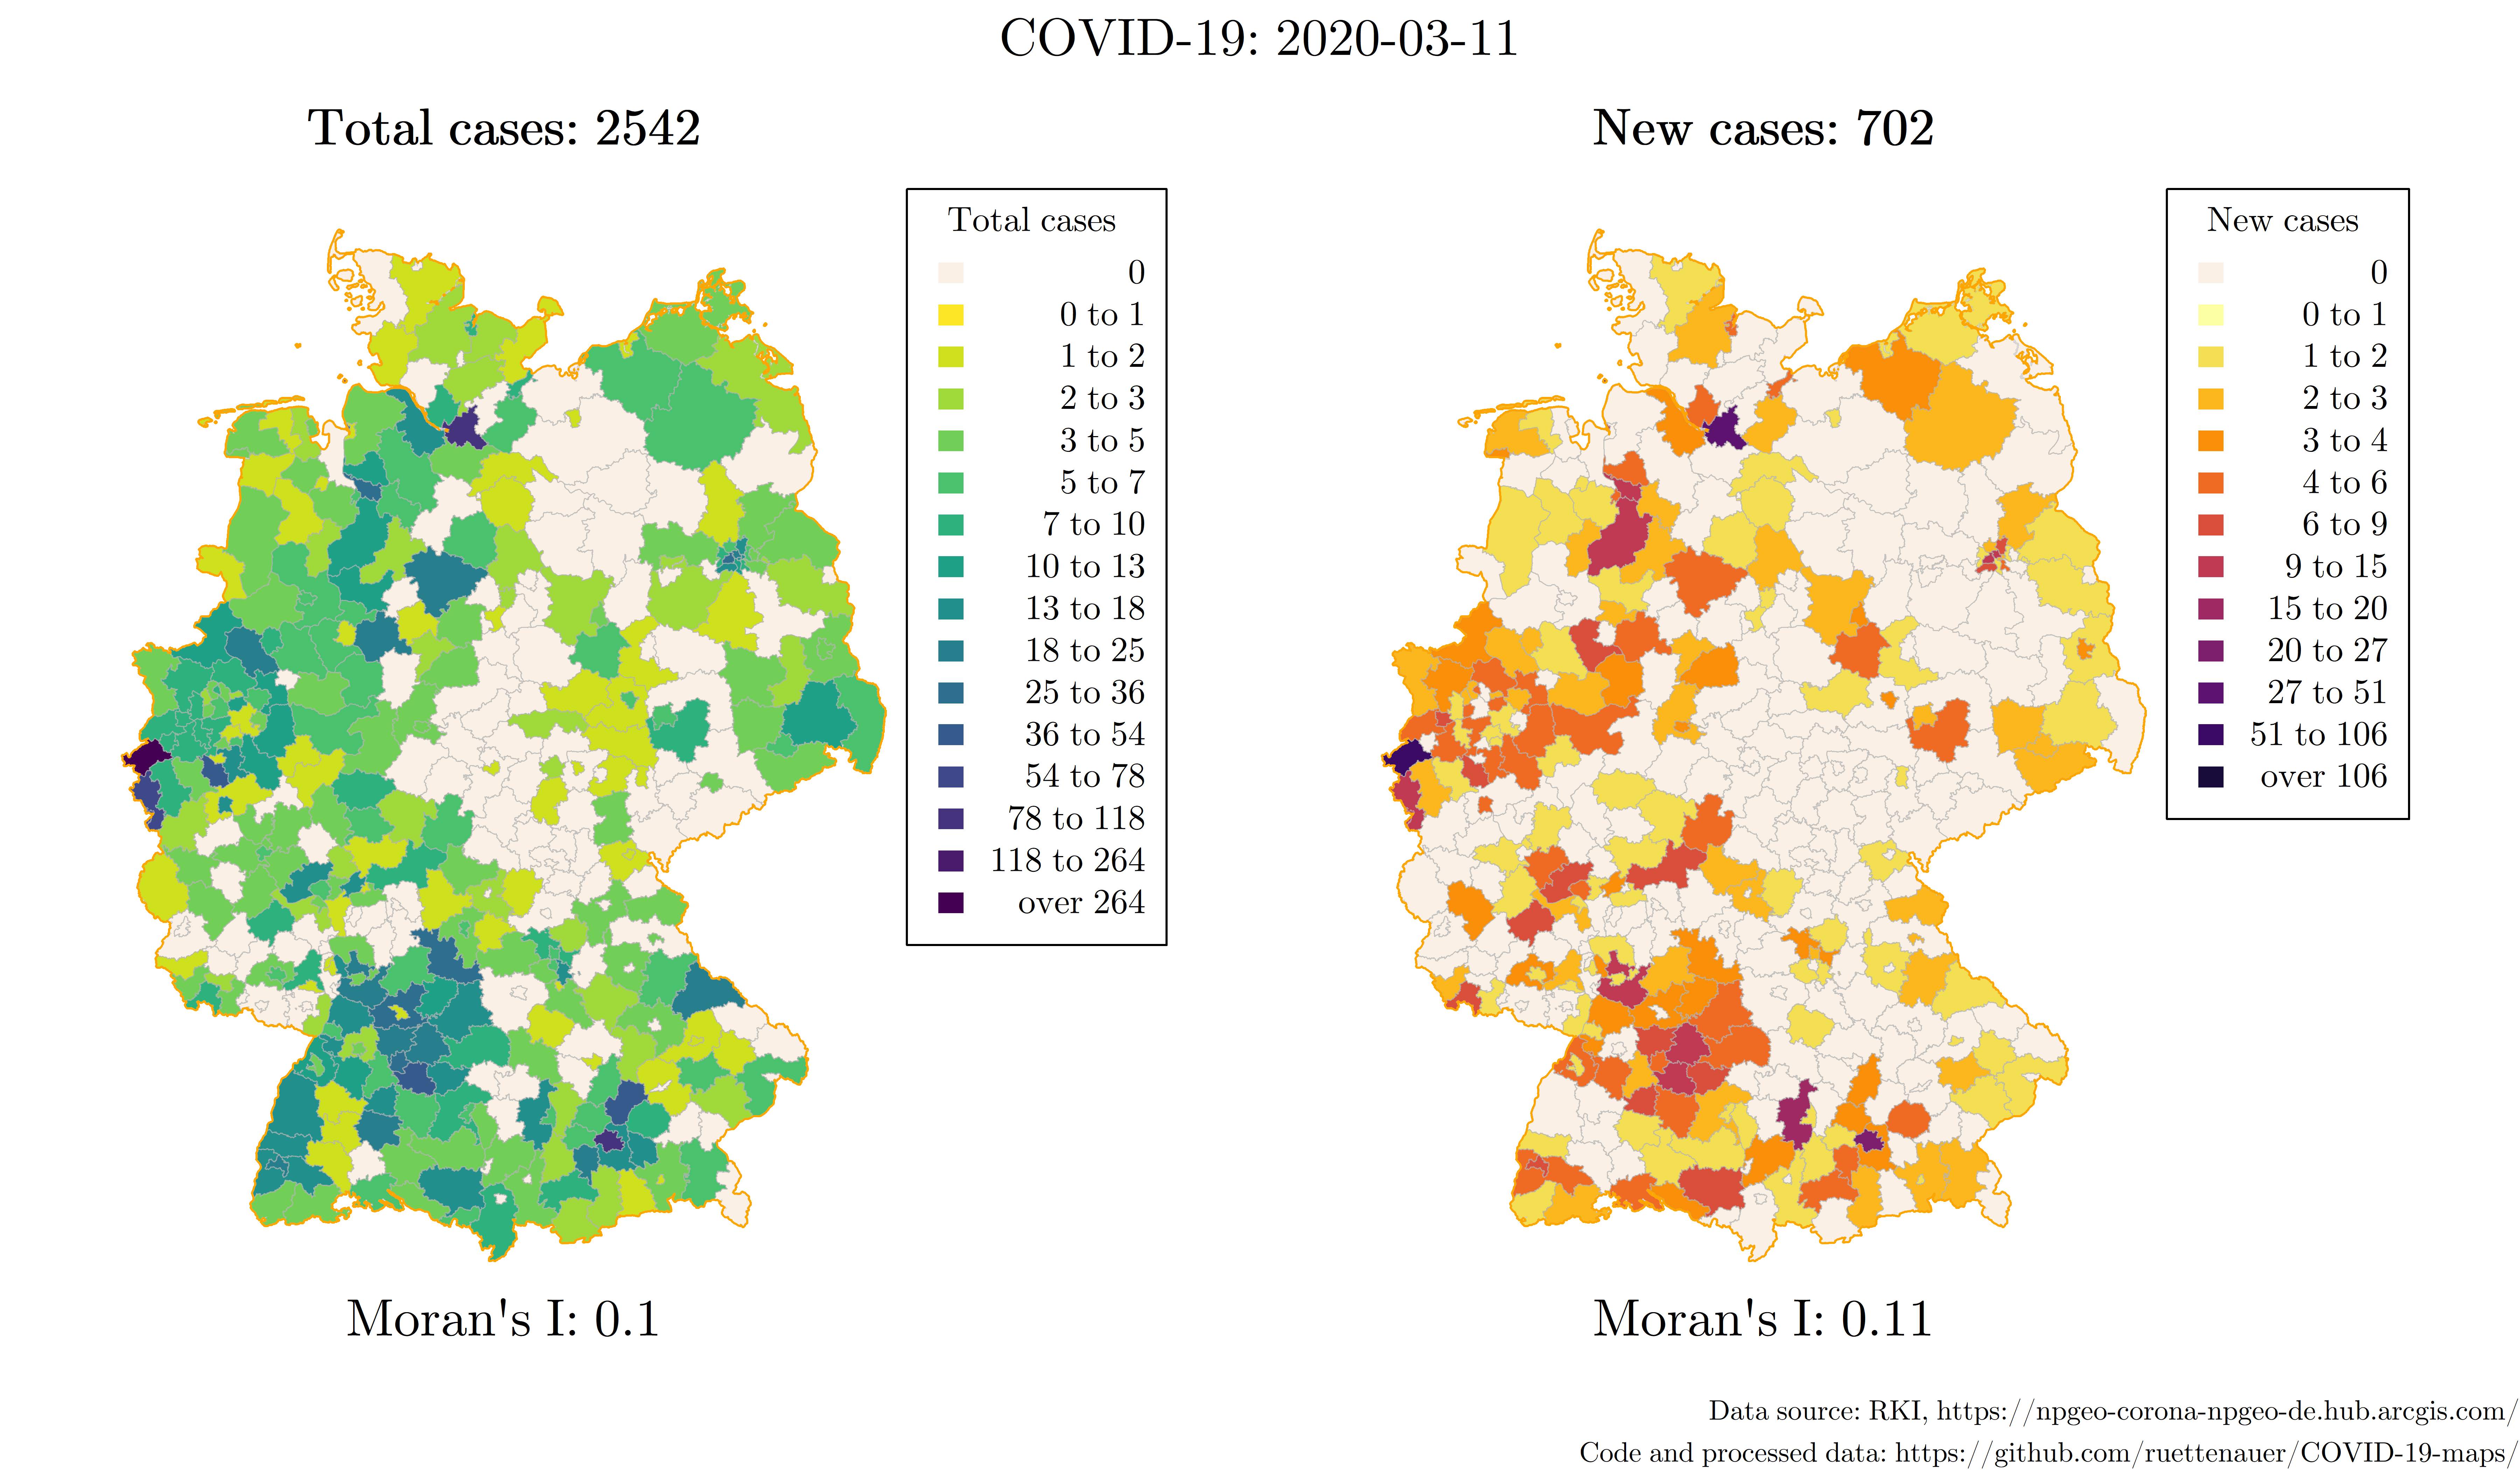 COVID-19: 2020-03-11
Total cases: 2542
Total cases
0
0 to 1
1 to 2
2 to 3
3 to 5
5 to 7
7 to 10
10 to 13
13 to 18
18 to 25
25 to 36
36 to 54
54 to 78
78 to 118
118 to 264
over 264
Moran's I: 0.1
New cases: 702
New cases
0
0 to 1
1 to 2
2 to 3
3 to 4
4 to 6
6 to 9
9 to 15
15 to 20
20 to 27
27 to 51
51 to 106
over 106
Moran's I: 0.11
Data source: RKI, https://npgeo-corona-npgeo-de.hub.arcgis.com/
Code and processed data: https://github.com/ruettenauer/COVID-19-maps/